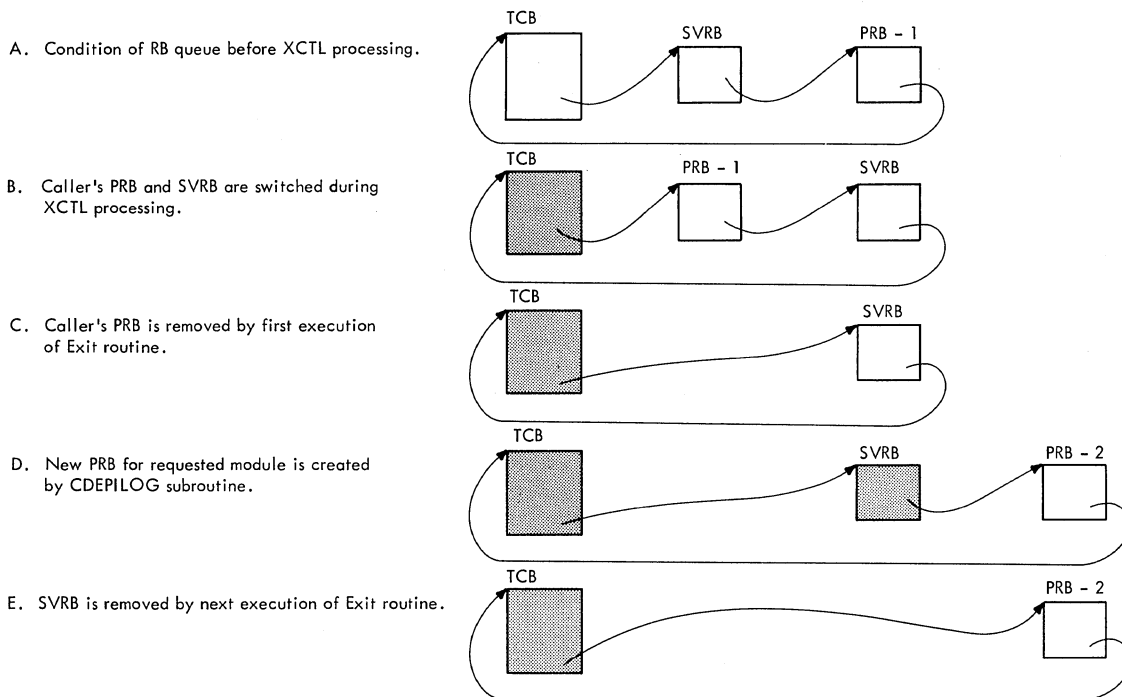 TCB
SVRB
PRB - 1
A. Condition of RB queue before XCTL processing.
TCB
PRB - 1
SVRB
B. Caller's PRB and SVRB are switched during
XCTL processing.
TCB
SVRB
C. Caller's PRB is removed by first execution
of Exit routine.
TCB
SVRB
PRB - 2
D. New PRB for requested module is created
by CDEPILOG subroutine.
TCB
PRB - 2
E. SVRB is removed by next execution of Exit routine.